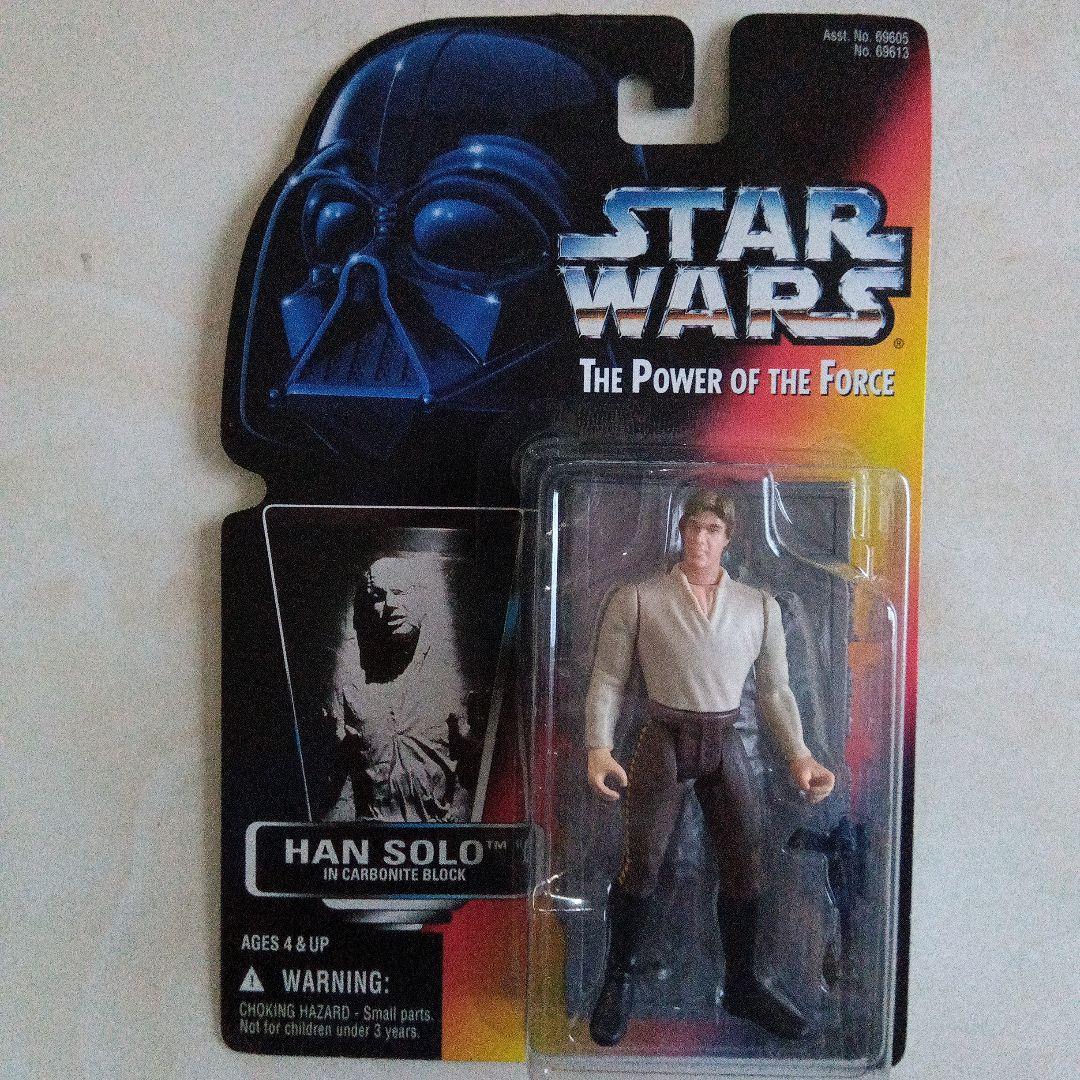 Asst. No. 69605
No. 69613
STAR
WARS®
THE POWER OF THE FORCE
HAN SOLO™
IN CARBONITE BLOCK
AGES 4 & UP
WARNING:
CHOKING HAZARD - Small parts.
Not for children under 3 years.